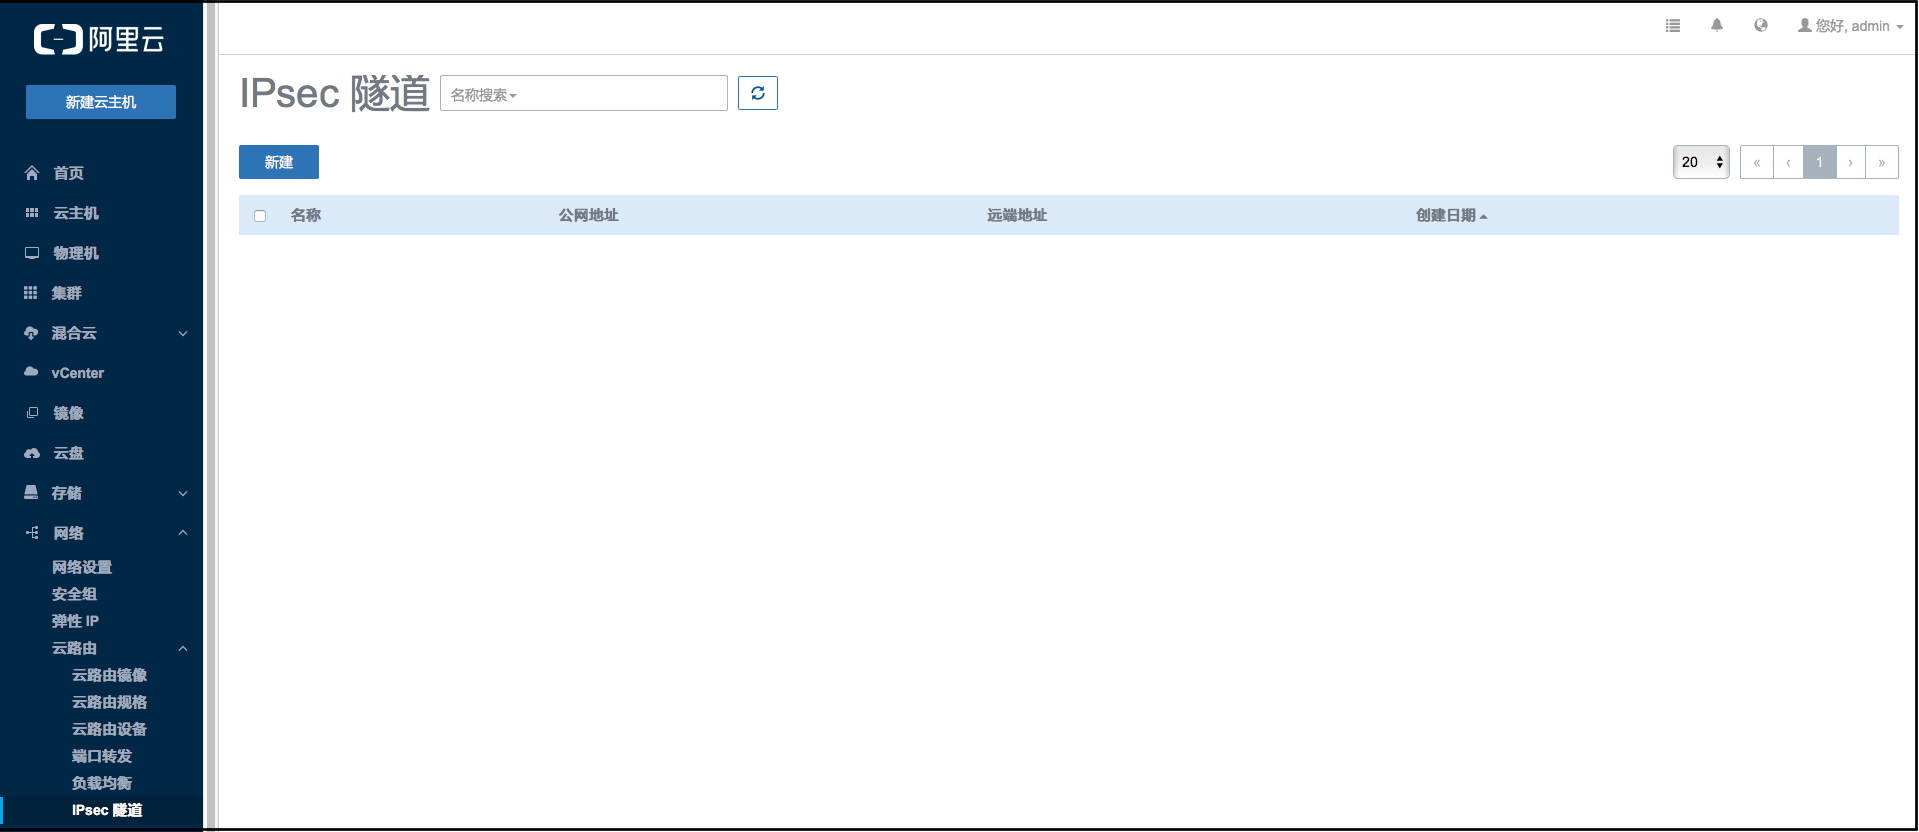 阿里云
新建云主机
首页
云主机
物理机
集群
混合云
vCenter
镜像
云盘
存储
网络
网络设置
安全组
弹性 IP
云路由
云路由镜像
云路由规格
云路由设备
端口转发
负载均衡
IPsec 隧道
您好, admin
IPsec 隧道 名称搜索
新建 20 « ‹ 1 › »
名称 公网地址 远端地址 创建日期